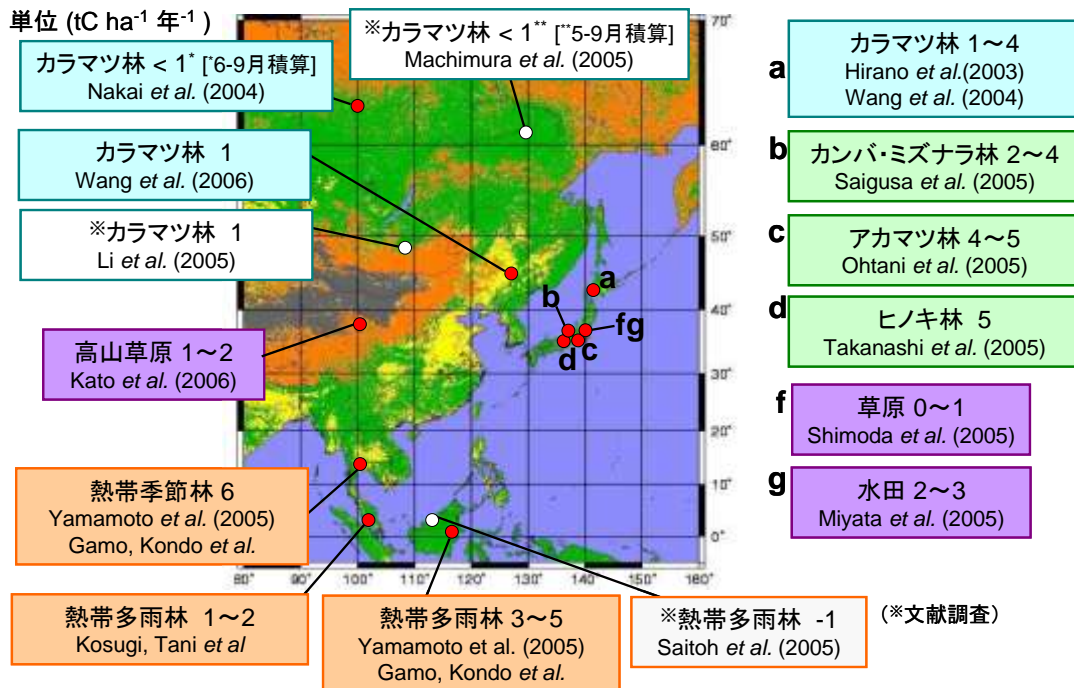 単位 (tC ha⁻¹ 年⁻¹ )
カラマツ林 < 1* [*6-9月積算]
Nakai et al. (2004)
※カラマツ林 < 1** [**5-9月積算]
Machimura et al. (2005)
カラマツ林 1
Wang et al. (2006)
※カラマツ林 1
Li et al. (2005)
高山草原 1～2
Kato et al. (2006)
熱帯季節林 6
Yamamoto et al. (2005)
Gamo, Kondo et al.
熱帯多雨林 1～2
Kosugi, Tani et al
熱帯多雨林 3～5
Yamamoto et al. (2005)
Gamo, Kondo et al.
※熱帯多雨林 -1
Saitoh et al. (2005)
(※文献調査)
a
カラマツ林 1～4
Hirano et al.(2003)
Wang et al. (2004)
b
カンバ・ミズナラ林 2～4
Saigusa et al. (2005)
c
アカマツ林 4～5
Ohtani et al. (2005)
d
ヒノキ林 5
Takanashi et al. (2005)
f
草原 0～1
Shimoda et al. (2005)
g
水田 2～3
Miyata et al. (2005)
a
b
fg
d
c
70°
60°
50°
40°
30°
20°
10°
0°
80° 90° 100° 110° 120° 130° 140° 150° 160°